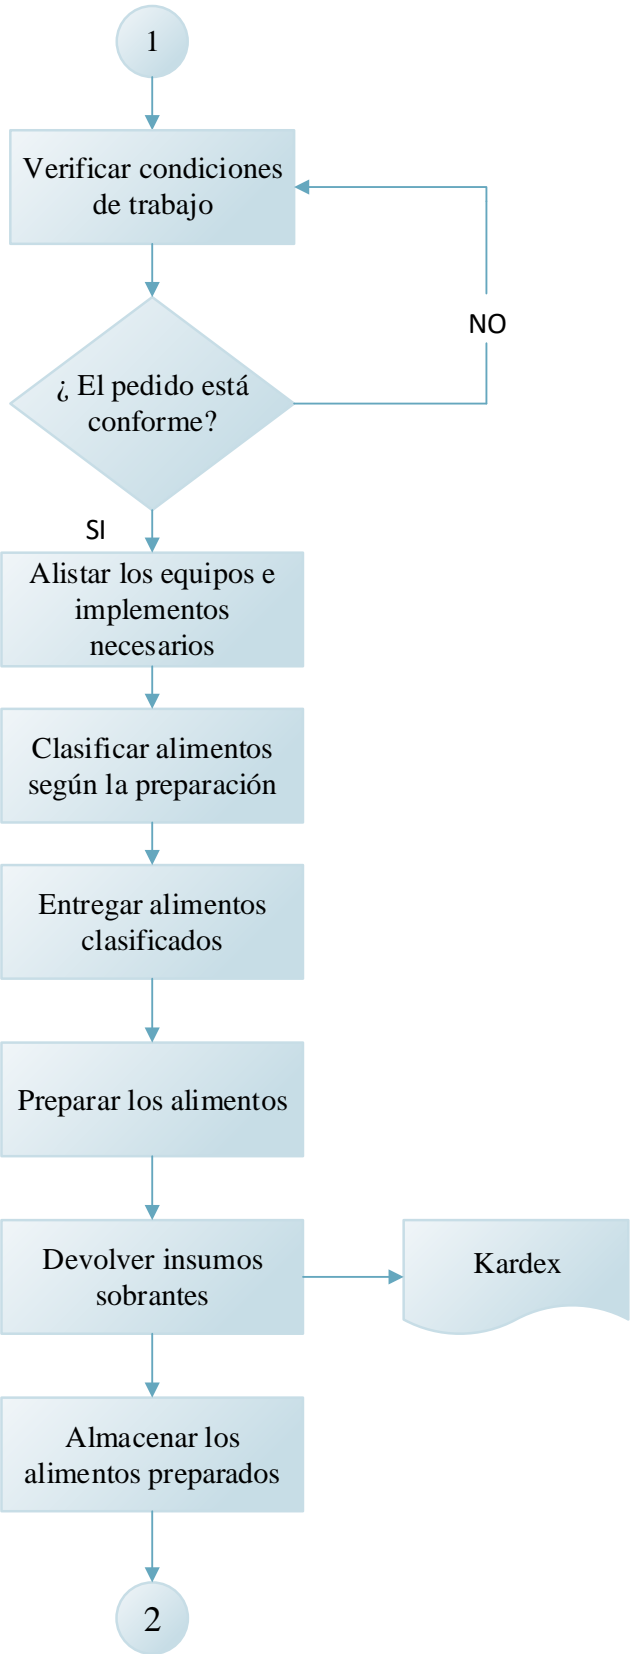 1
Verificar condiciones
de trabajo
NO
¿ El pedido está
conforme?
SI
Alistar los equipos e
implementos
necesarios
Clasificar alimentos
según la preparación
Entregar alimentos
clasificados
Preparar los alimentos
Devolver insumos
sobrantes
Kardex
Almacenar los
alimentos preparados
2